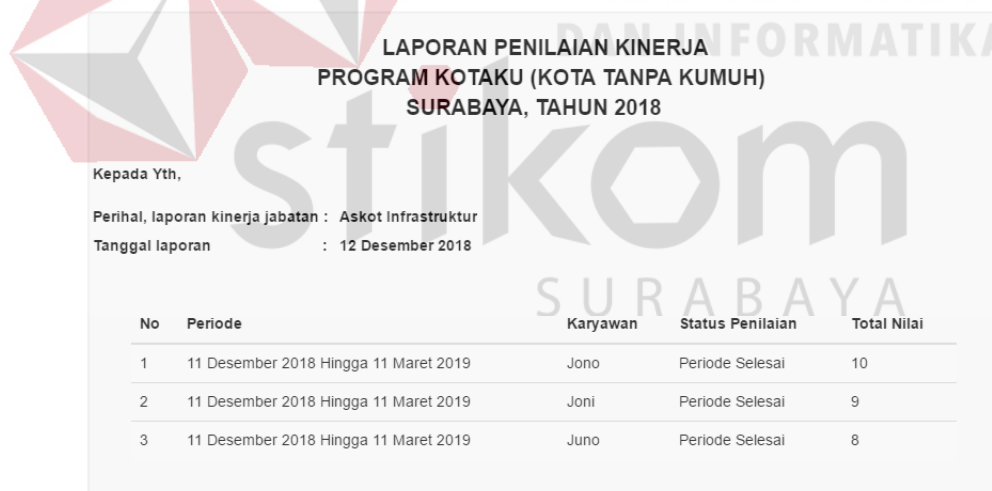 DAN INFORMATIKA
LAPORAN PENILAIAN KINERJA
PROGRAM KOTAKU (KOTA TANPA KUMUH)
SURABAYA, TAHUN 2018
stikom
SURABAYA
Kepada Yth,
Perihal, laporan kinerja jabatan : Askot Infrastruktur
Tanggal laporan : 12 Desember 2018
No Periode Karyawan Status Penilaian Total Nilai
1 11 Desember 2018 Hingga 11 Maret 2019 Jono Periode Selesai 10
2 11 Desember 2018 Hingga 11 Maret 2019 Joni Periode Selesai 9
3 11 Desember 2018 Hingga 11 Maret 2019 Juno Periode Selesai 8